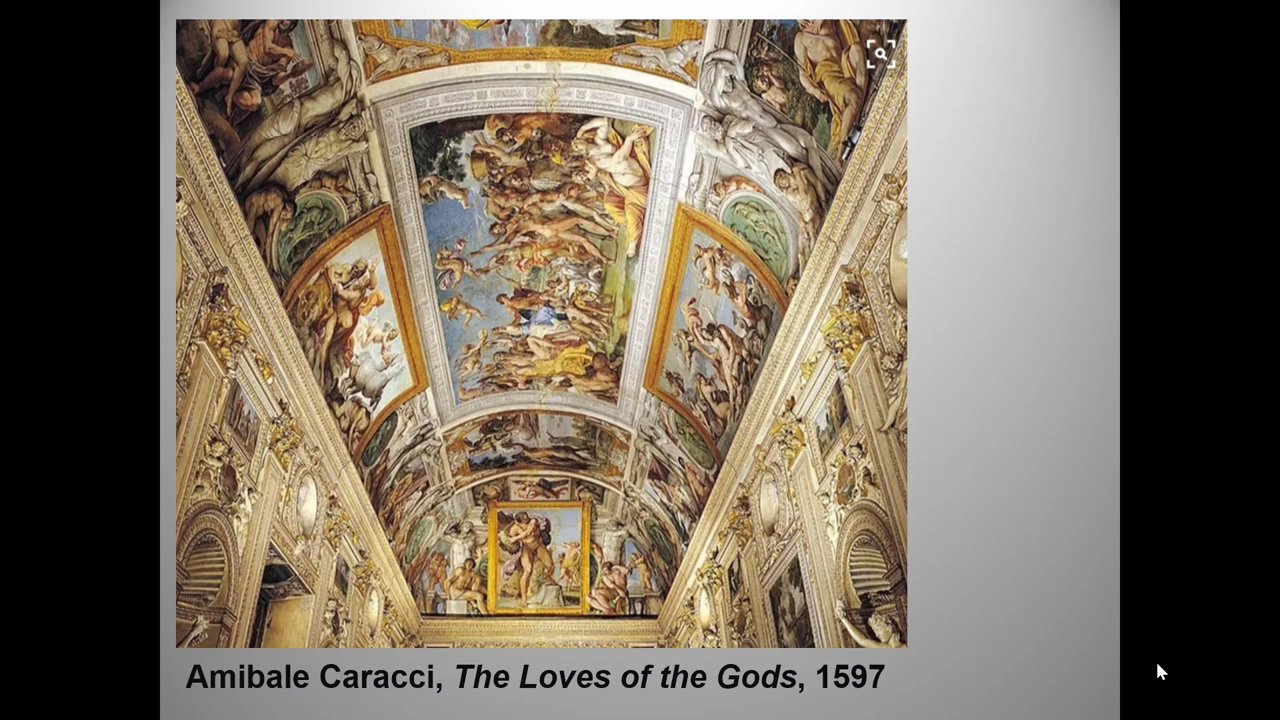 Amibale Caracci, The Loves of the Gods, 1597